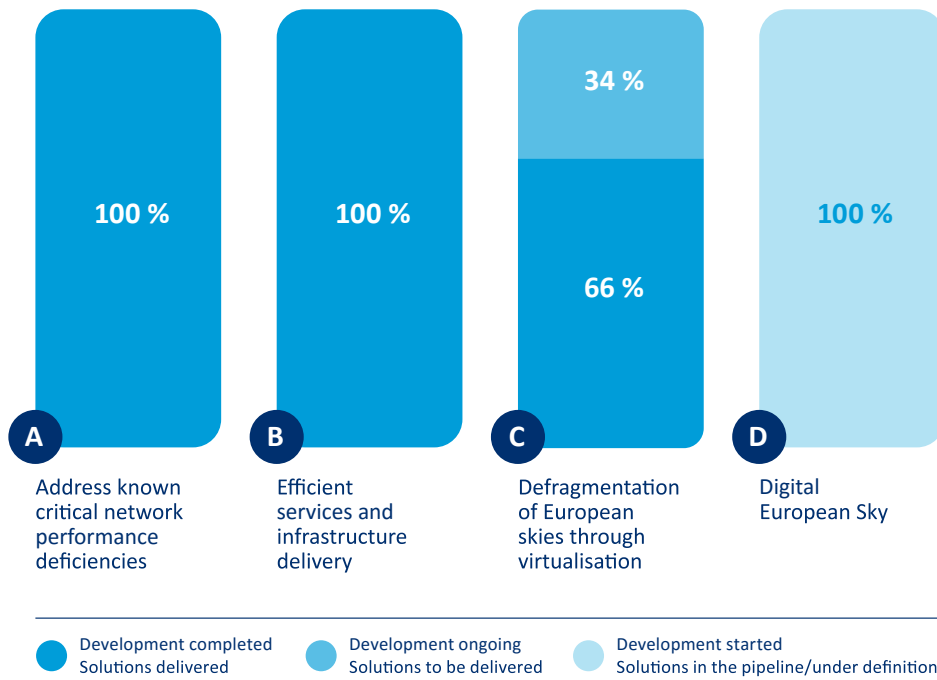 100 %
100 %
34 %
66 %
100 %
A
B
C
D
Address known
critical network
performance
deficiencies
Efficient
services and
infrastructure
delivery
Defragmentation
of European
skies through
virtualisation
Digital
European Sky
Development completed
Solutions delivered
Development ongoing
Solutions to be delivered
Development started
Solutions in the pipeline/under definition